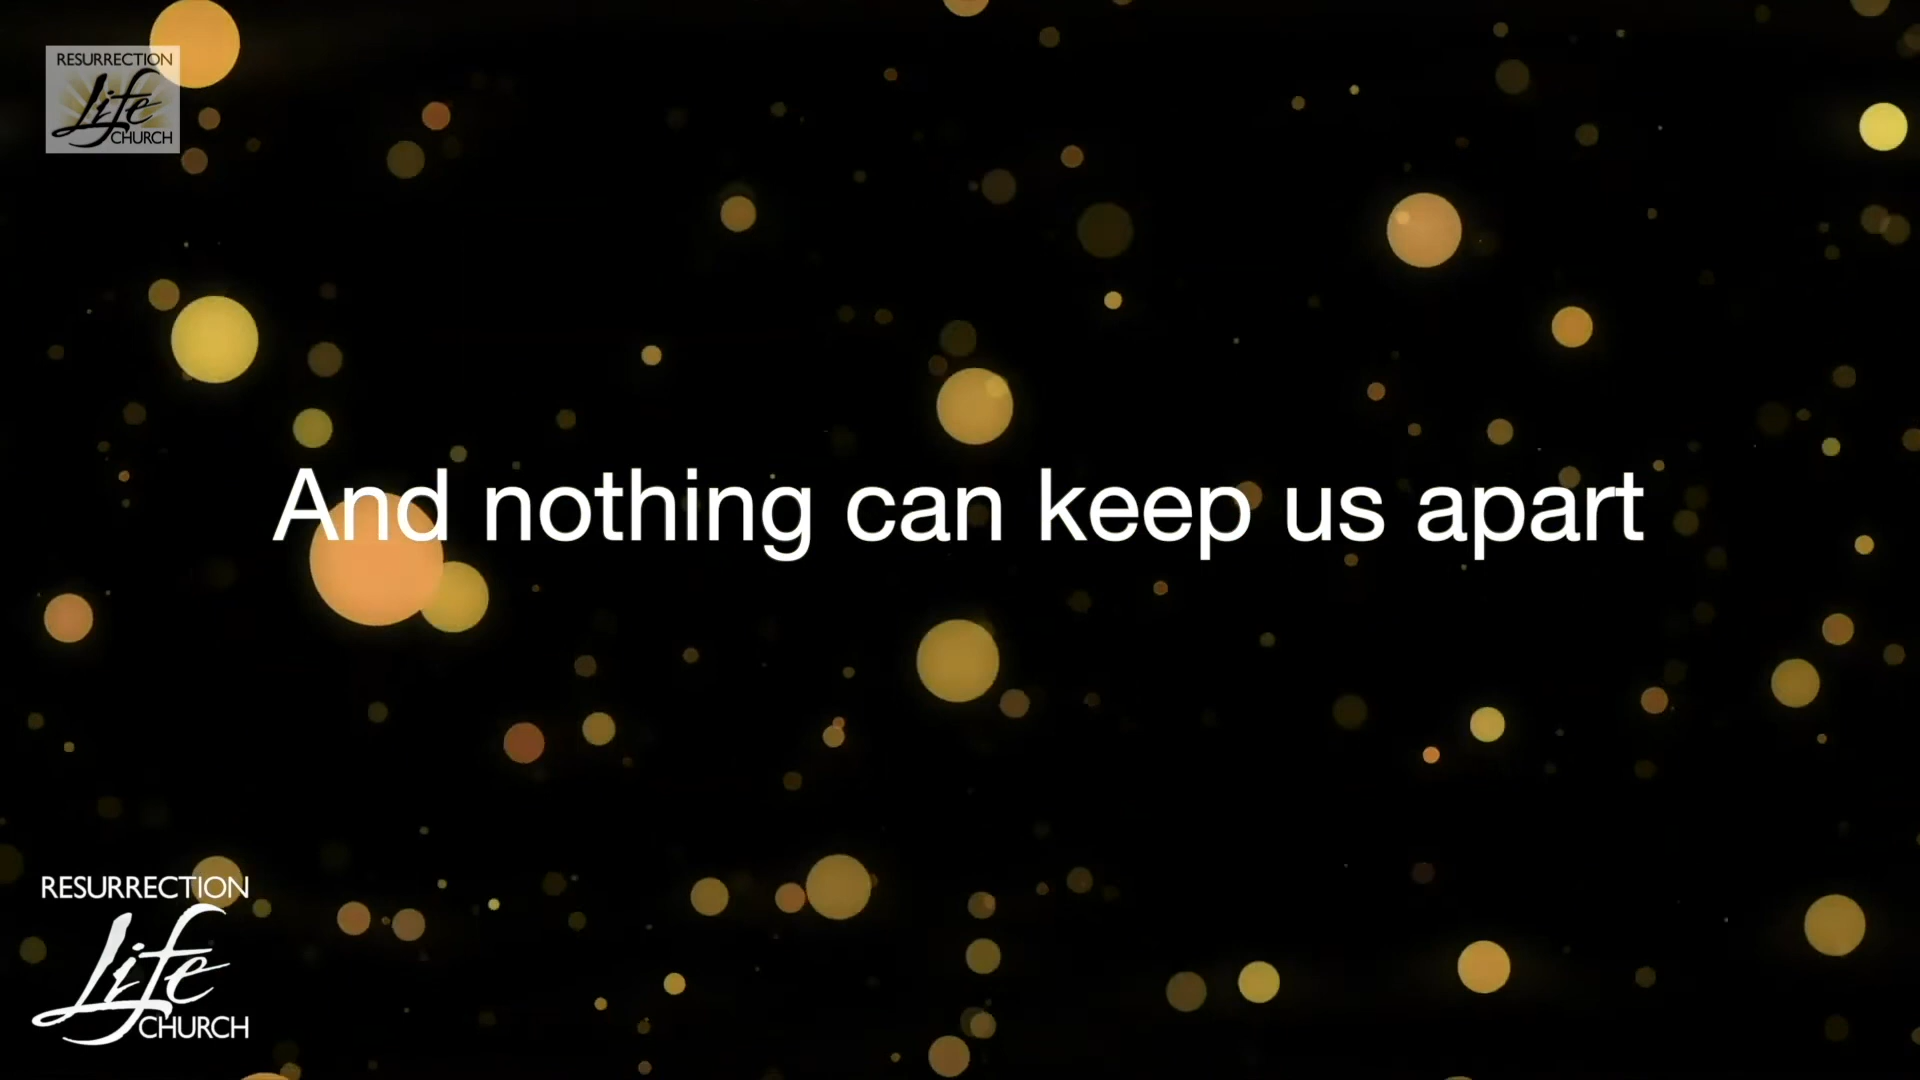 RESURRECTION
Life
CHURCH
And nothing can keep us apart
RESURRECTION
Life
CHURCH